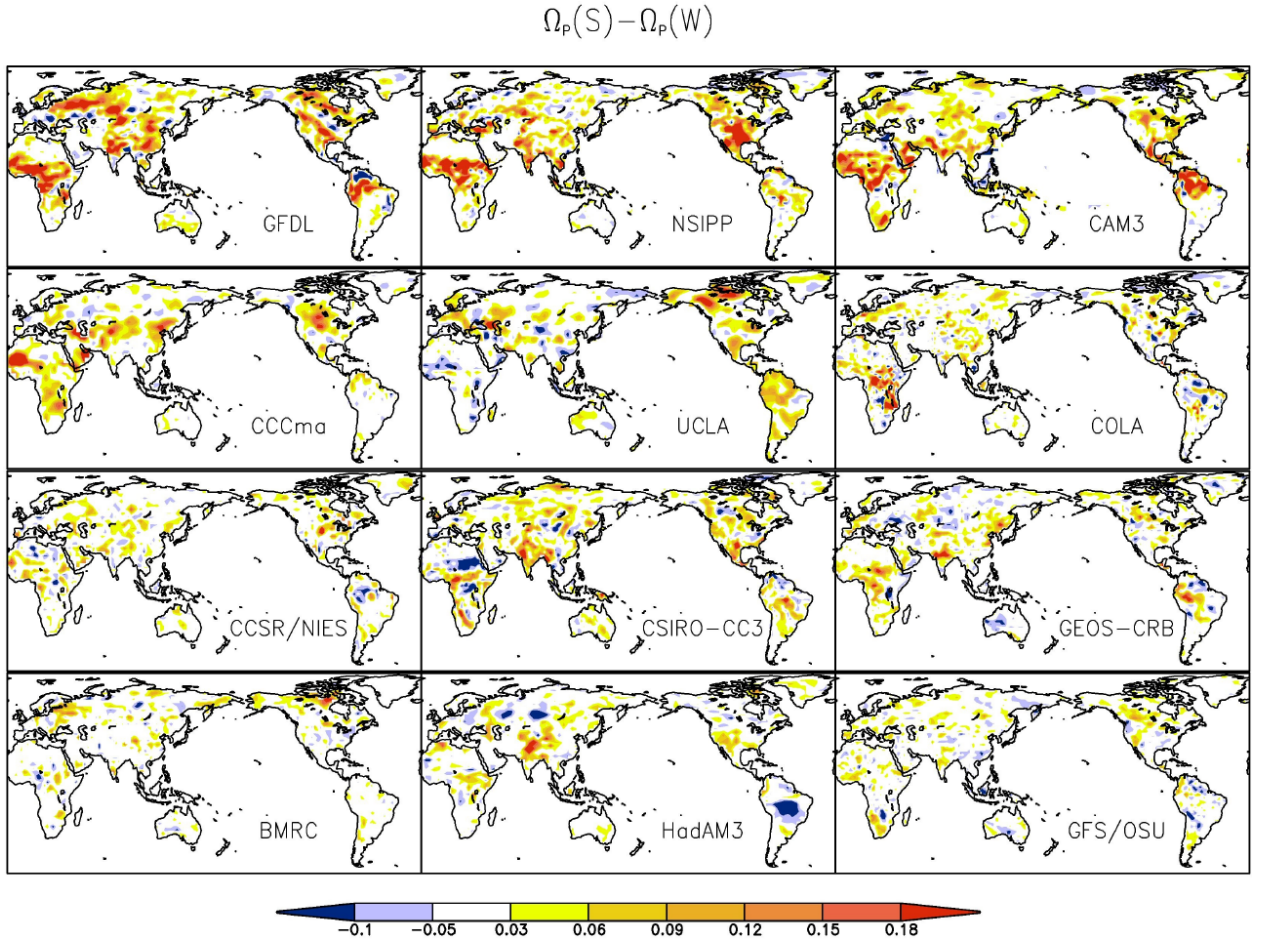 Ωₚ(S)−Ωₚ(W)
GFDL NSIPP CAM3
CCCma UCLA COLA
CCSR/NIES CSIRO−CC3 GEOS−CRB
BMRC HadAM3 GFS/OSU
−0.1 −0.05 0.03 0.06 0.09 0.12 0.15 0.18